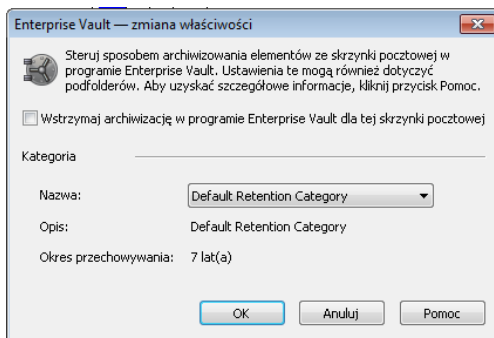 Enterprise Vault — zmiana właściwości
Steruj sposobem archiwizowania elementów ze skrzynki pocztowej w
programie Enterprise Vault. Ustawienia te mogą również dotyczyć
podfolderów. Aby uzyskać szczegółowe informacje, kliknij przycisk Pomoc.
Wstrzymaj archiwizację w programie Enterprise Vault dla tej skrzynki pocztowej
Kategoria
Nazwa: Default Retention Category
Opis: Default Retention Category
Okres przechowywania: 7 lat(a)
OK Anuluj Pomoc